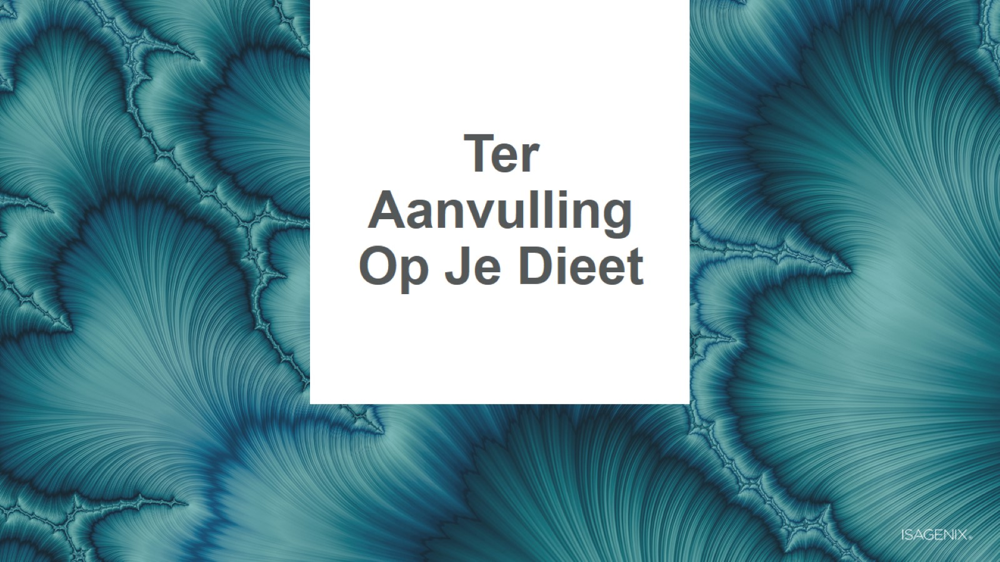 Ter
Aanvulling
Op Je Dieet
ISAGENIX®